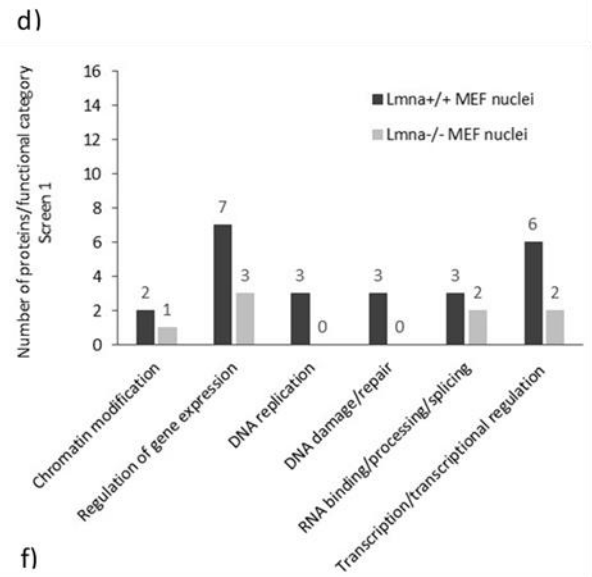 d)
Number of proteins/functional category
Screen 1
16
14
12
10
8
6
4
2
0
Lmna+/+ MEF nuclei
Lmna-/- MEF nuclei
2
1
7
3
3
0
3
0
3
2
6
2
Chromatin modification
Regulation of gene expression
DNA replication
DNA damage/repair
RNA binding/processing/splicing
Transcription/transcriptional regulation
f)